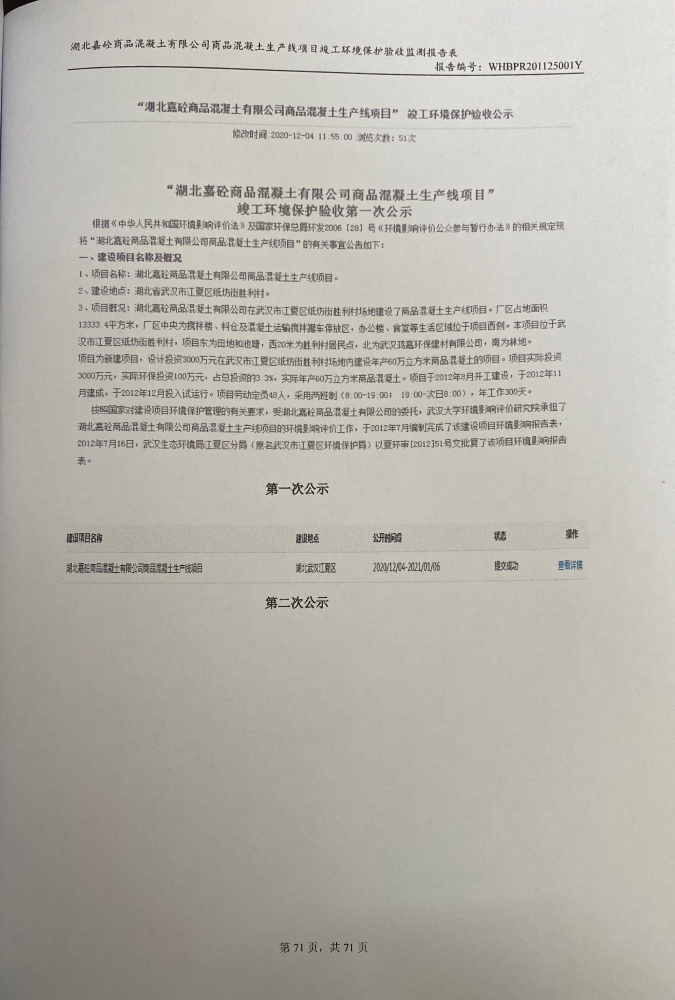 湖北嘉砼商品混凝土有限公司商品混凝土生产线项目竣工环境保护验收监测报告表
报告编号：WHBPR201125001Y
“湖北嘉砼商品混凝土有限公司商品混凝土生产线项目” 竣工环境保护验收公示
修改时间:2020-12-04 11:55:00 浏览次数：51次
“湖北嘉砼商品混凝土有限公司商品混凝土生产线项目”
竣工环境保护验收第一次公示
根据《中华人民共和国环境影响评价法》及国家环保总局环发2006［28］号《环境影响评价公众参与暂行办法》的相关规定现
将“湖北嘉砼商品混凝土有限公司商品混凝土生产线项目”的有关事宜公告如下：
一、建设项目名称及概况
1、项目名称：湖北嘉砼商品混凝土有限公司商品混凝土生产线项目。
2、建设地点：湖北省武汉市江夏区纸坊街胜利村。
3、项目概况：湖北嘉砼商品混凝土有限公司在武汉市江夏区纸坊街胜利村场地建设了商品混凝土生产线项目。厂区占地面积
13333.4平方米，厂区中央为搅拌楼、料仓及混凝土运输搅拌罐车停放区，办公楼、食堂等生活区域位于项目西侧。本项目位于武
汉市江夏区纸坊街胜利村，项目东为田地和池塘，西20米为胜利村居民点，北为武汉鸿嘉环保建材有限公司，南为林地。
项目为新建项目，设计投资3000万元在武汉市江夏区纸坊街胜利村场地内建设年产60万立方米商品混凝土的项目。项目实际投资
3000万元，实际环保投资100万元，占总投资的3.3%，实际年产60万立方米商品混凝土。项目于2012年8月开工建设，于2012年11
月建成，于2012年12月投入试运行。项目劳动定员48人，采用两班制（8:00-19:00； 19:00-次日8:00），年工作300天。
按照国家对建设项目环境保护管理的有关要求，受湖北嘉砼商品混凝土有限公司的委托，武汉大学环境影响评价研究院承担了
湖北嘉砼商品混凝土有限公司商品混凝土生产线项目的环境影响评价工作，于2012年7月编制完成了该建设项目环境影响报告表，
2012年7月16日，武汉生态环境局江夏区分局（原名武汉市江夏区环境保护局）以夏环审[2012]51号文批复了该项目环境影响报告
表。
第一次公示
建设项目名称 建设地点 公开时间段 状态 操作
湖北嘉砼商品混凝土有限公司商品混凝土生产线项目 湖北武汉江夏区 2020/12/04-2021/01/06 提交成功 查看详情
第二次公示
第 71 页，共 71 页